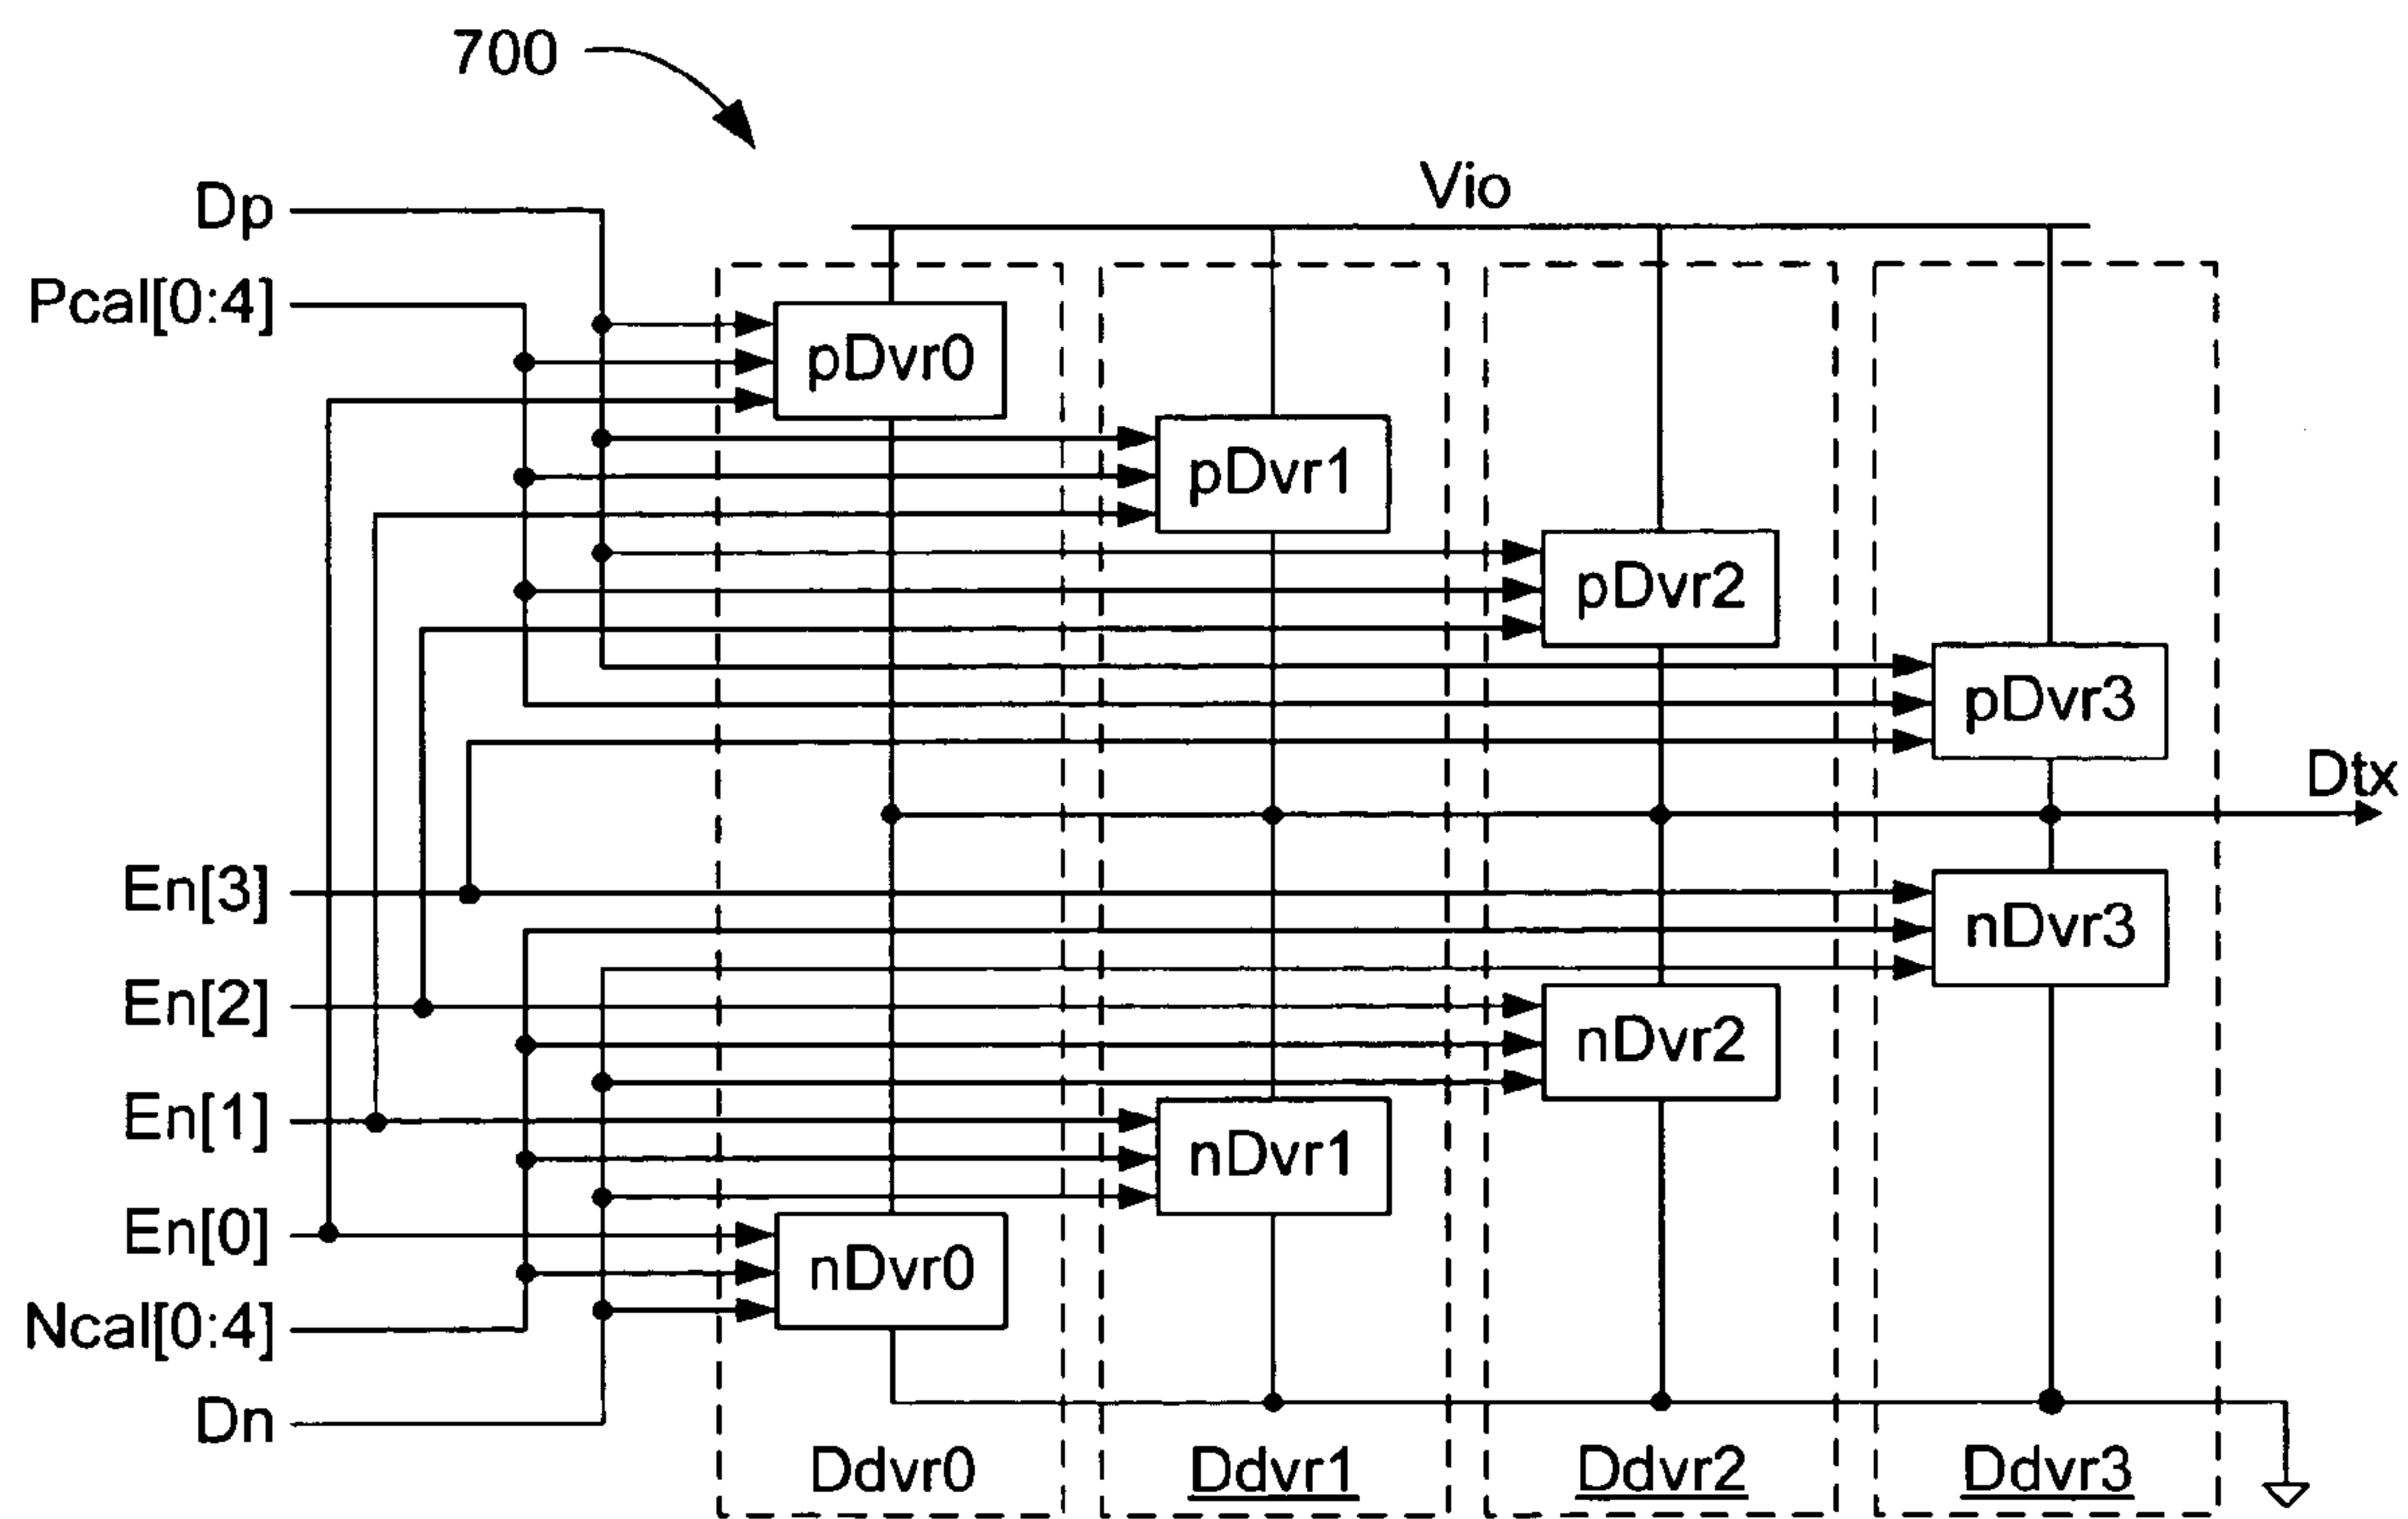 700
Vio
Dp
Pcal[0:4]
pDvr0
pDvr1
pDvr2
pDvr3
Dtx
En[3]
nDvr3
En[2]
nDvr2
En[1]
nDvr1
En[0]
nDvr0
Ncal[0:4]
Dn
Ddvr0
Ddvr1
Ddvr2
Ddvr3